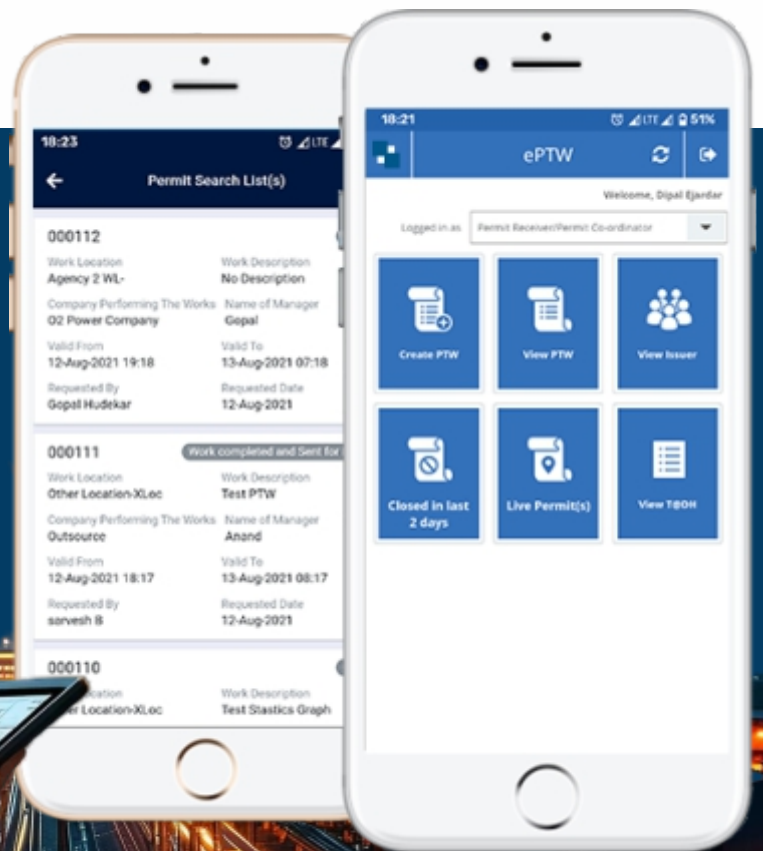 18:23 LTE
Permit Search List(s)
000112
Work Location Work Description
Agency 2 WL- No Description
Company Performing The Works Name of Manager
O2 Power Company Gopal
Valid From Valid To
12-Aug-2021 19:18 13-Aug-2021 07:18
Requested By Requested Date
Gopal Hudekar 12-Aug-2021
000111 Work completed and Sent for
Work Location Work Description
Other Location-XLoc Test PTW
Company Performing The Works Name of Manager
Outsource Anand
Valid From Valid To
12-Aug-2021 18:17 13-Aug-2021 08:17
Requested By Requested Date
sarvesh B 12-Aug-2021
000110
Work Description
Location-XLoc Test Stastics Graph
18:21 LTE 51%
ePTW
Welcome, Dipal Ejardar
Logged in as Permit Receiver/Permit Co-ordinator
Create PTW View PTW View Issuer
Closed in last Live Permit(s) View T@OH
2 days